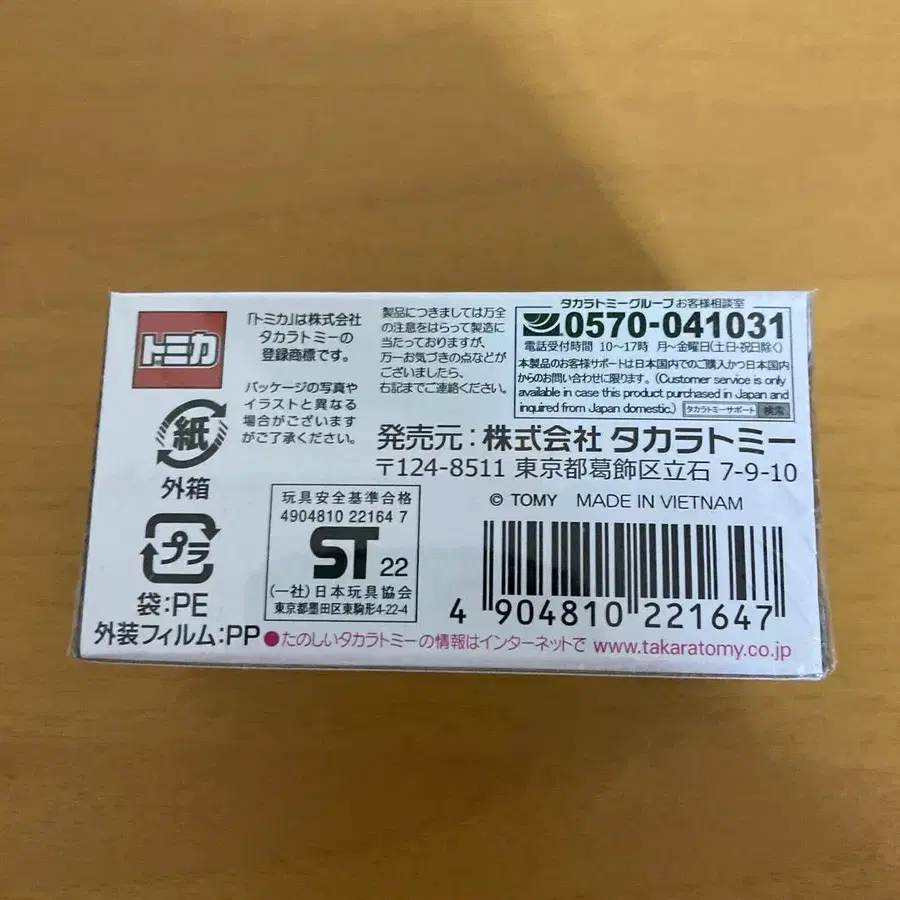 トミカ
「トミカ」は株式会社
タカラトミーの
登録商標です。
パッケージの写真や
イラストと異なる
場合がございます
がご了承ください。
製品につきましては万全
の注意をはらって製造に
当たっておりますが、
万一お気づきの点などが
ございましたら、
右記までご連絡ください。
タカラトミーグループ お客様相談室
0570-041031
電話受付時間 10〜17時 月〜金曜日(土日・祝日除く)
本製品のお客様サポートは日本国内でのご購入かつ日本国内
からのお問い合わせに限ります。(Customer service is only
available in case this product purchased in Japan and
inquired from Japan domestic.) タカラトミーサポート 検索
発売元：株式会社 タカラトミー
〒124-8511 東京都葛飾区立石 7-9-10
© TOMY MADE IN VIETNAM
紙
外箱
プラ
袋:PE
外装フィルム:PP
玩具安全基準合格
4904810 22164 7
ST 22
(一社)日本玩具協会
東京都墨田区東駒形4-22-4
4 904810 221647
●たのしいタカラトミーの情報はインターネットで www.takaratomy.co.jp